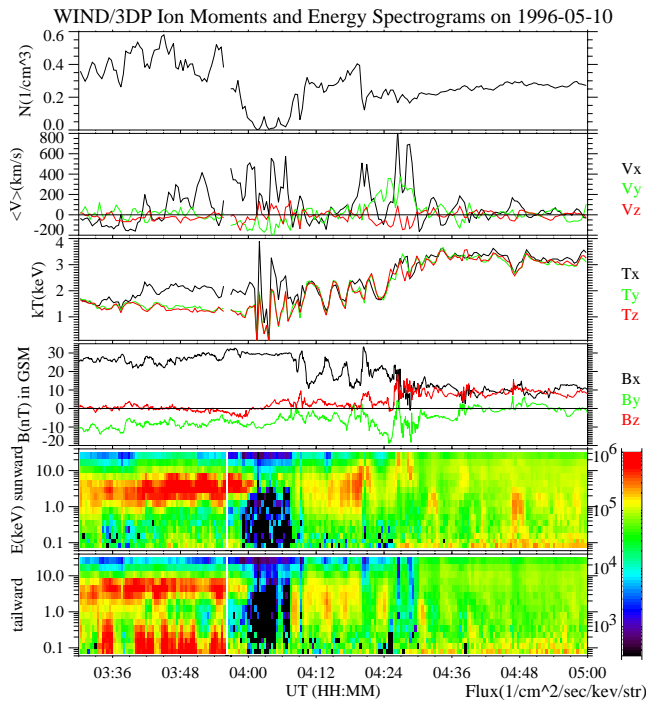 WIND/3DP Ion Moments and Energy Spectrograms on 1996-05-10
N(1/cm^3)
0.6
0.4
0.2
0.0
<V>(km/s)
800
600
400
200
0
-200
Vx
Vy
Vz
kT(keV)
4
3
2
1
Tx
Ty
Tz
B(nT) in GSM
30
20
10
0
-10
-20
Bx
By
Bz
E(keV) sunward
10.0
1.0
0.1
tailward
10.0
1.0
0.1
10^6
10^5
10^4
10^3
03:36 03:48 04:00 04:12 04:24 04:36 04:48 05:00
UT (HH:MM)
Flux(1/cm^2/sec/kev/str)